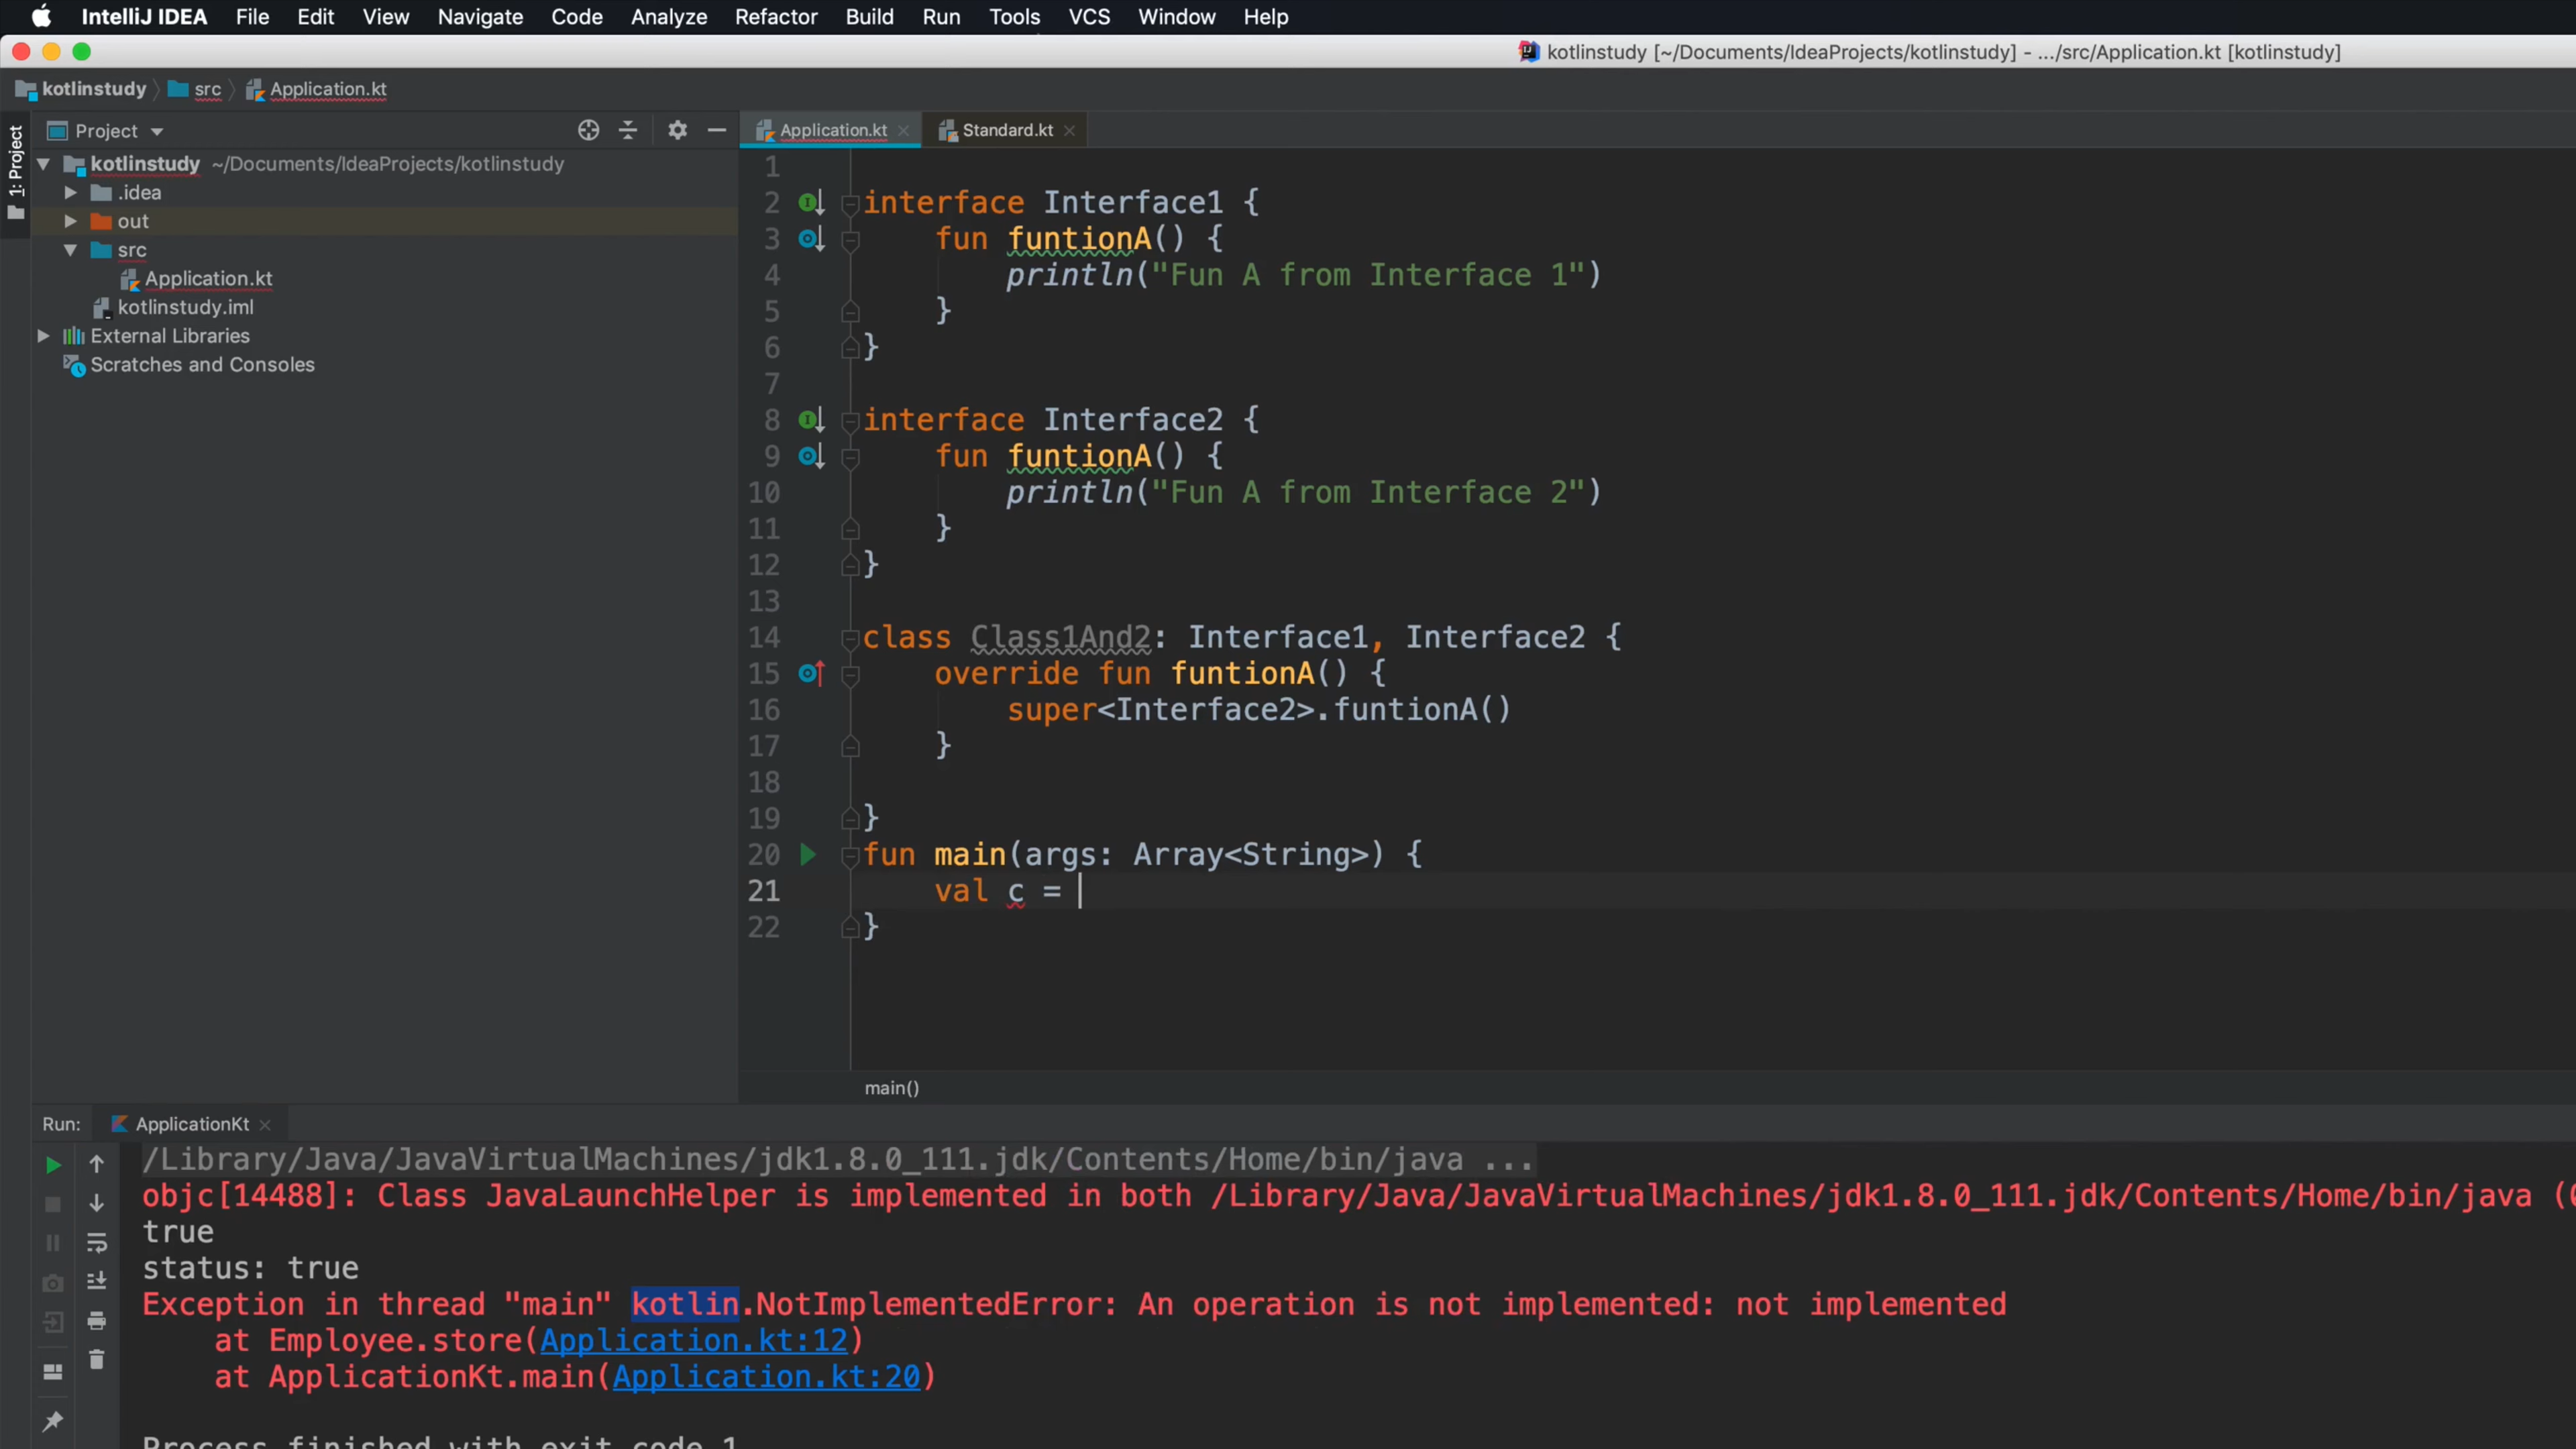 IntelliJ IDEA File Edit View Navigate Code Analyze Refactor Build Run Tools VCS Window Help
kotlinstudy [~/Documents/IdeaProjects/kotlinstudy] - .../src/Application.kt [kotlinstudy]
kotlinstudy src Application.kt
1: Project
Project
kotlinstudy ~/Documents/IdeaProjects/kotlinstudy
.idea
out
src
Application.kt
kotlinstudy.iml
External Libraries
Scratches and Consoles
Application.kt Standard.kt
1
2 interface Interface1 {
3 fun funtionA() {
4 println("Fun A from Interface 1")
5 }
6 }
7
8 interface Interface2 {
9 fun funtionA() {
10 println("Fun A from Interface 2")
11 }
12 }
13
14 class Class1And2: Interface1, Interface2 {
15 override fun funtionA() {
16 super<Interface2>.funtionA()
17 }
18
19 }
20 fun main(args: Array<String>) {
21 val c =
22 }
main()
Run: ApplicationKt
/Library/Java/JavaVirtualMachines/jdk1.8.0_111.jdk/Contents/Home/bin/java ...
objc[14488]: Class JavaLaunchHelper is implemented in both /Library/Java/JavaVirtualMachines/jdk1.8.0_111.jdk/Contents/Home/bin/java
true
status: true
Exception in thread "main" kotlin.NotImplementedError: An operation is not implemented: not implemented
at Employee.store(Application.kt:12)
at ApplicationKt.main(Application.kt:20)
Process finished with exit code 1